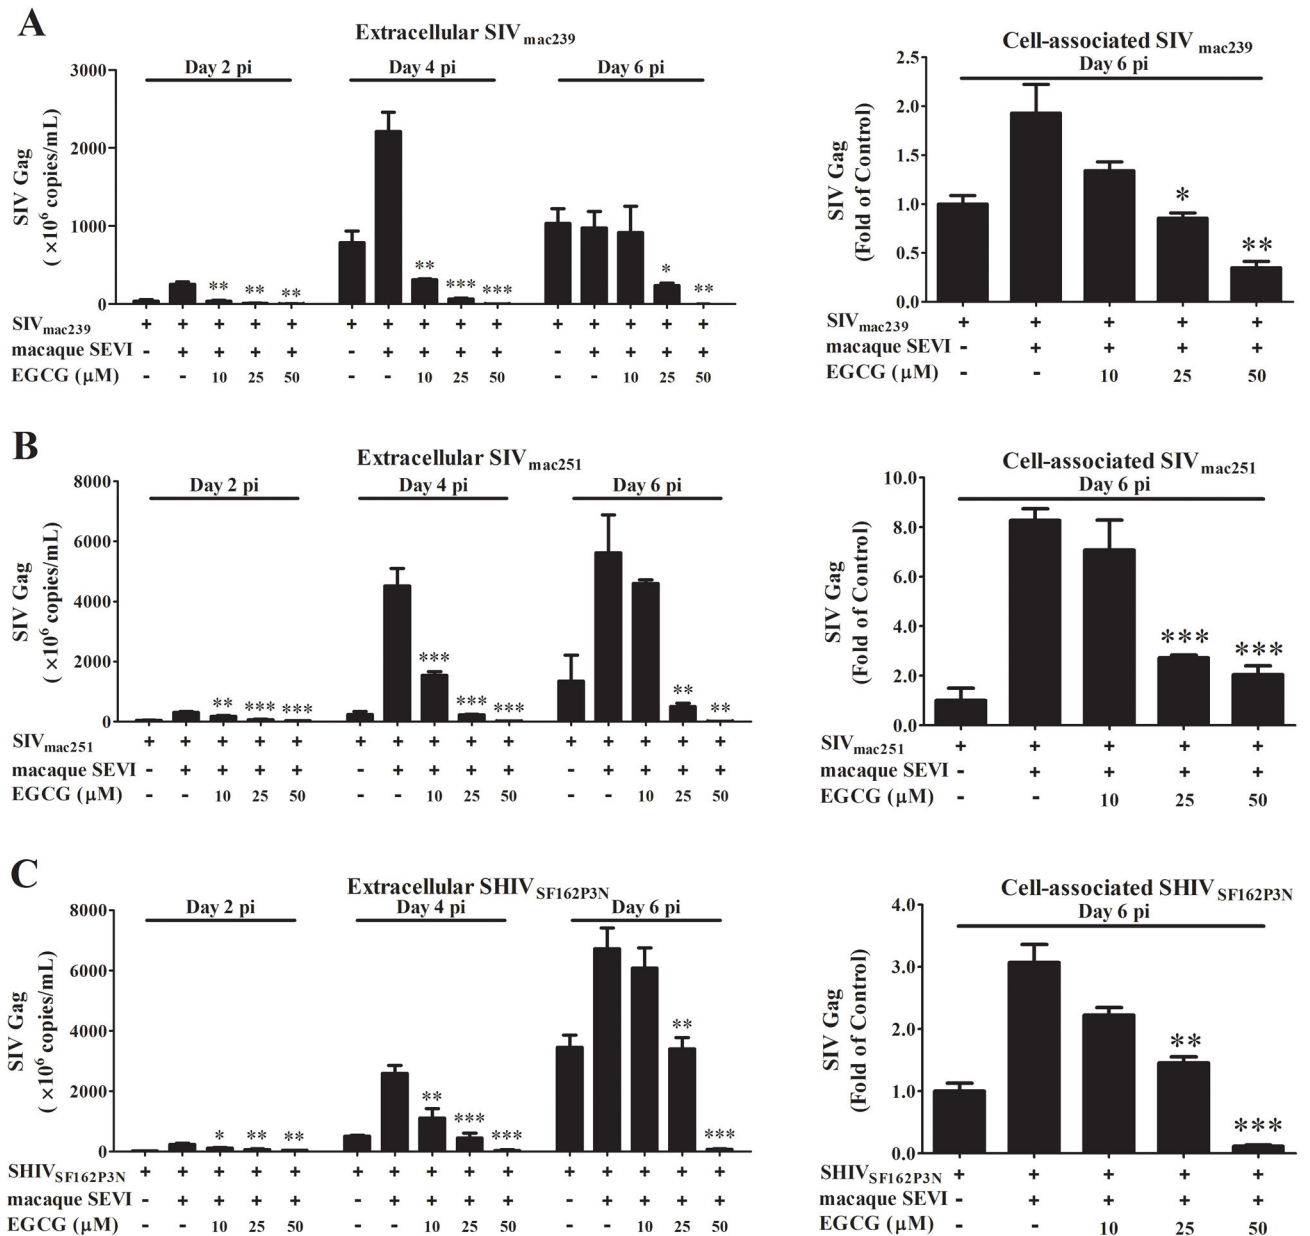 A
Extracellular SIVmac239
Day 2 pi Day 4 pi Day 6 pi
SIV Gag
( ×10⁶ copies/mL)
3000
2000
1000
0
** ** ** ** *** *** * **
SIVmac239 + + + + + + + + + + + + + + +
macaque SEVI - + + + + - + + + + - + + + +
EGCG (μM) - - 10 25 50 - - 10 25 50 - - 10 25 50
Cell-associated SIV mac239
Day 6 pi
SIV Gag
(Fold of Control)
2.5
2.0
1.5
1.0
0.5
0.0
* **
SIVmac239 + + + + +
macaque SEVI - + + + +
EGCG (μM) - - 10 25 50
B
Extracellular SIVmac251
Day 2 pi Day 4 pi Day 6 pi
SIV Gag
( ×10⁶ copies/mL)
8000
6000
4000
2000
0
** *** *** *** *** *** ** **
SIVmac251 + + + + + + + + + + + + + + +
macaque SEVI - + + + + - + + + + - + + + +
EGCG (μM) - - 10 25 50 - - 10 25 50 - - 10 25 50
Cell-associated SIVmac251
Day 6 pi
SIV Gag
(Fold of Control)
10.0
8.0
6.0
4.0
2.0
0.0
*** ***
SIVmac251 + + + + +
macaque SEVI - + + + +
EGCG (μM) - - 10 25 50
C
Extracellular SHIVSF162P3N
Day 2 pi Day 4 pi Day 6 pi
SIV Gag
( ×10⁶ copies/mL)
8000
6000
4000
2000
0
* ** ** ** *** *** ** ***
SHIVSF162P3N + + + + + + + + + + + + + + +
macaque SEVI - + + + + - + + + + - + + + +
EGCG (μM) - - 10 25 50 - - 10 25 50 - - 10 25 50
Cell-associated SHIVSF162P3N
Day 6 pi
SIV Gag
(Fold of Control)
4.0
3.0
2.0
1.0
0.0
** ***
SHIVSF162P3N + + + + +
macaque SEVI - + + + +
EGCG (μM) - - 10 25 50